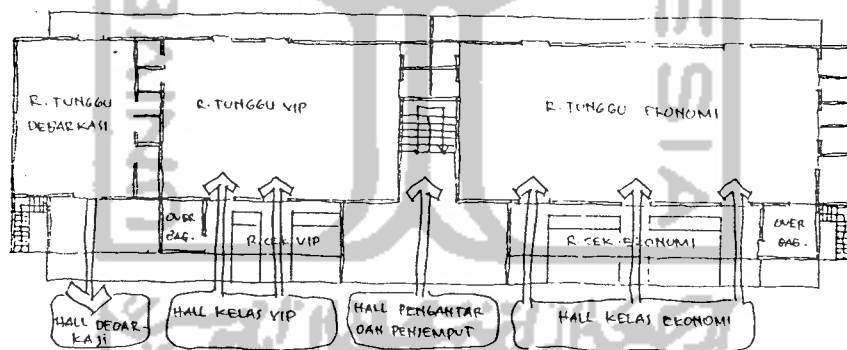 R. TUNGGU
DEBARKASI
R. TUNGGU VIP
R. TUNGGU EKONOMI
OVER
BAG.
R. CEK VIP
R. CEK EKONOMI
OVER
BAG.
HALL DEBAR-
KASI
HALL KELAS VIP
HALL PENGANTAR
DAN PENJEMPUT
HALL KELAS EKONOMI